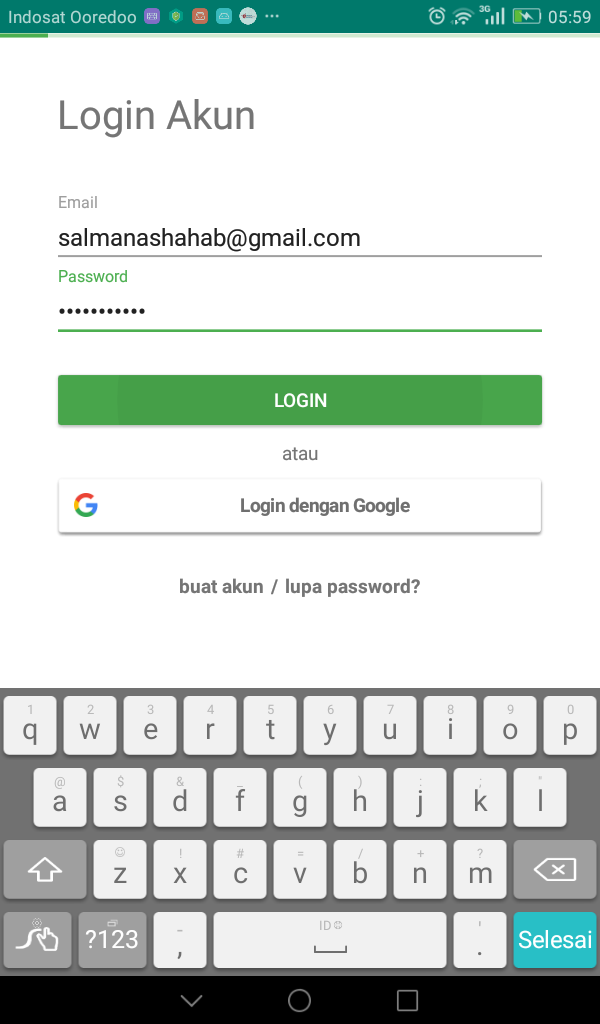 Indosat Ooredoo ... 3G 05:59
Login Akun
Email
salmanashahab@gmail.com
Password
•••••••••••
LOGIN
atau
G Login dengan Google
buat akun / lupa password?
1 2 3 4 5 6 7 8 9 0
q w e r t y u i o p
@ $ & _ ( ) : ; "
a s d f g h j k l
! # = / + ?
z x c v b n m
ID
?123 , . Selesai